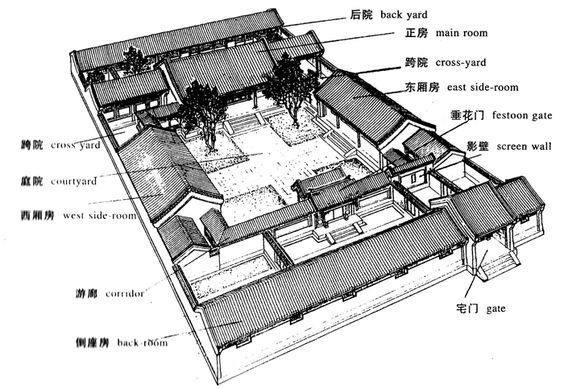 后院 back yard
正房 main room
跨院 cross-yard
东厢房 east side-room
垂花门 festoon gate
影壁 screen wall
跨院 cross yard
庭院 courtyard
西厢房 west side-room
游廊 corridor
宅门 gate
倒座房 back-room